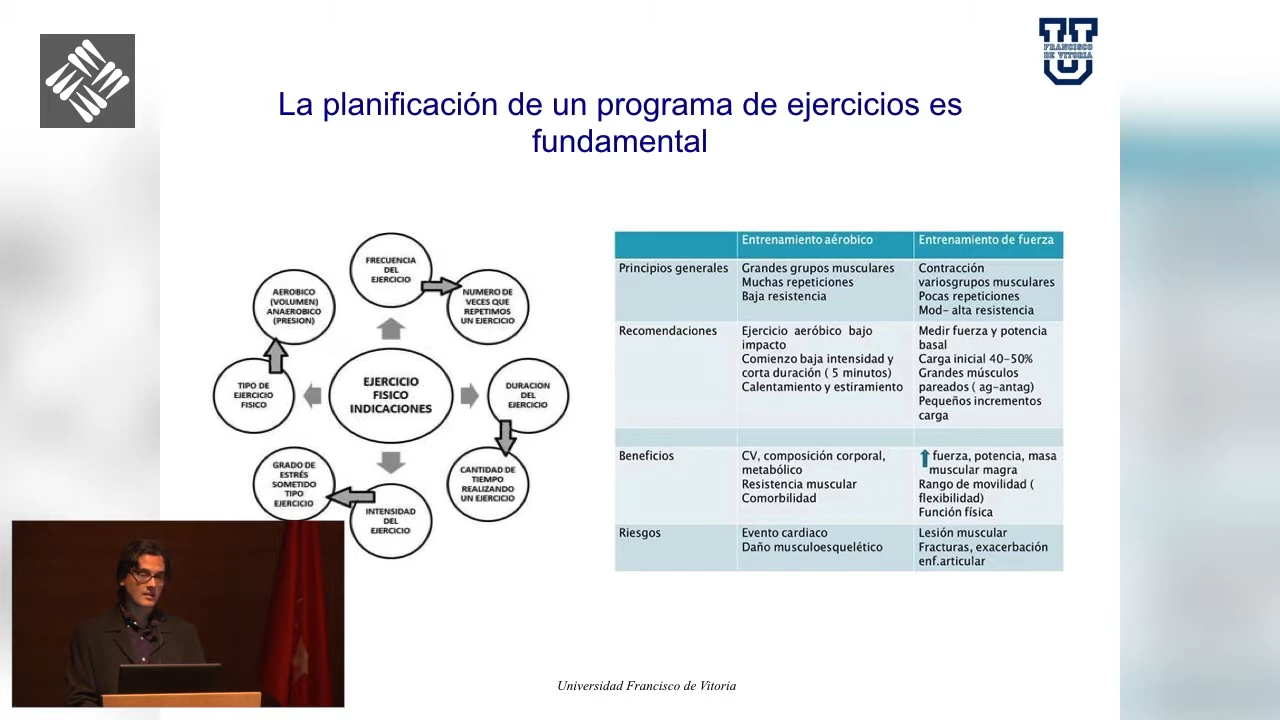 FRANCISCO
DE VITORIA
La planificación de un programa de ejercicios es
fundamental
FRECUENCIA
DEL
EJERCICIO
NUMERO DE
VECES QUE
REPETIMOS
UN EJERCICIO
AEROBICO
(VOLUMEN)
ANAEROBICO
(PRESION)
TIPO DE
EJERCICIO
FISICO
EJERCICIO
FISICO
INDICACIONES
DURACION
DEL
EJERCICIO
GRADO DE
ESTRÉS
SOMETIDO
TIPO
EJERCICIO
INTENSIDAD
DEL
EJERCICIO
CANTIDAD DE
TIEMPO
REALIZANDO
UN EJERCICIO
Entrenamiento aérobico
Entrenamiento de fuerza
Principios generales
Grandes grupos musculares
Muchas repeticiones
Baja resistencia
Contracción
variosgrupos musculares
Pocas repeticiones
Mod- alta resistencia
Recomendaciones
Ejercicio aeróbico bajo
impacto
Comienzo baja intensidad y
corta duración ( 5 minutos)
Calentamiento y estiramiento
Medir fuerza y potencia
basal
Carga inicial 40-50%
Grandes músculos
pareados ( ag-antag)
Pequeños incrementos
carga
Beneficios
CV, composición corporal,
metabólico
Resistencia muscular
Comorbilidad
fuerza, potencia, masa
muscular magra
Rango de movilidad (
flexibilidad)
Función física
Riesgos
Evento cardiaco
Daño musculoesquelético
Lesión muscular
Fracturas, exacerbación
enf.articular
Universidad Francisco de Vitoria